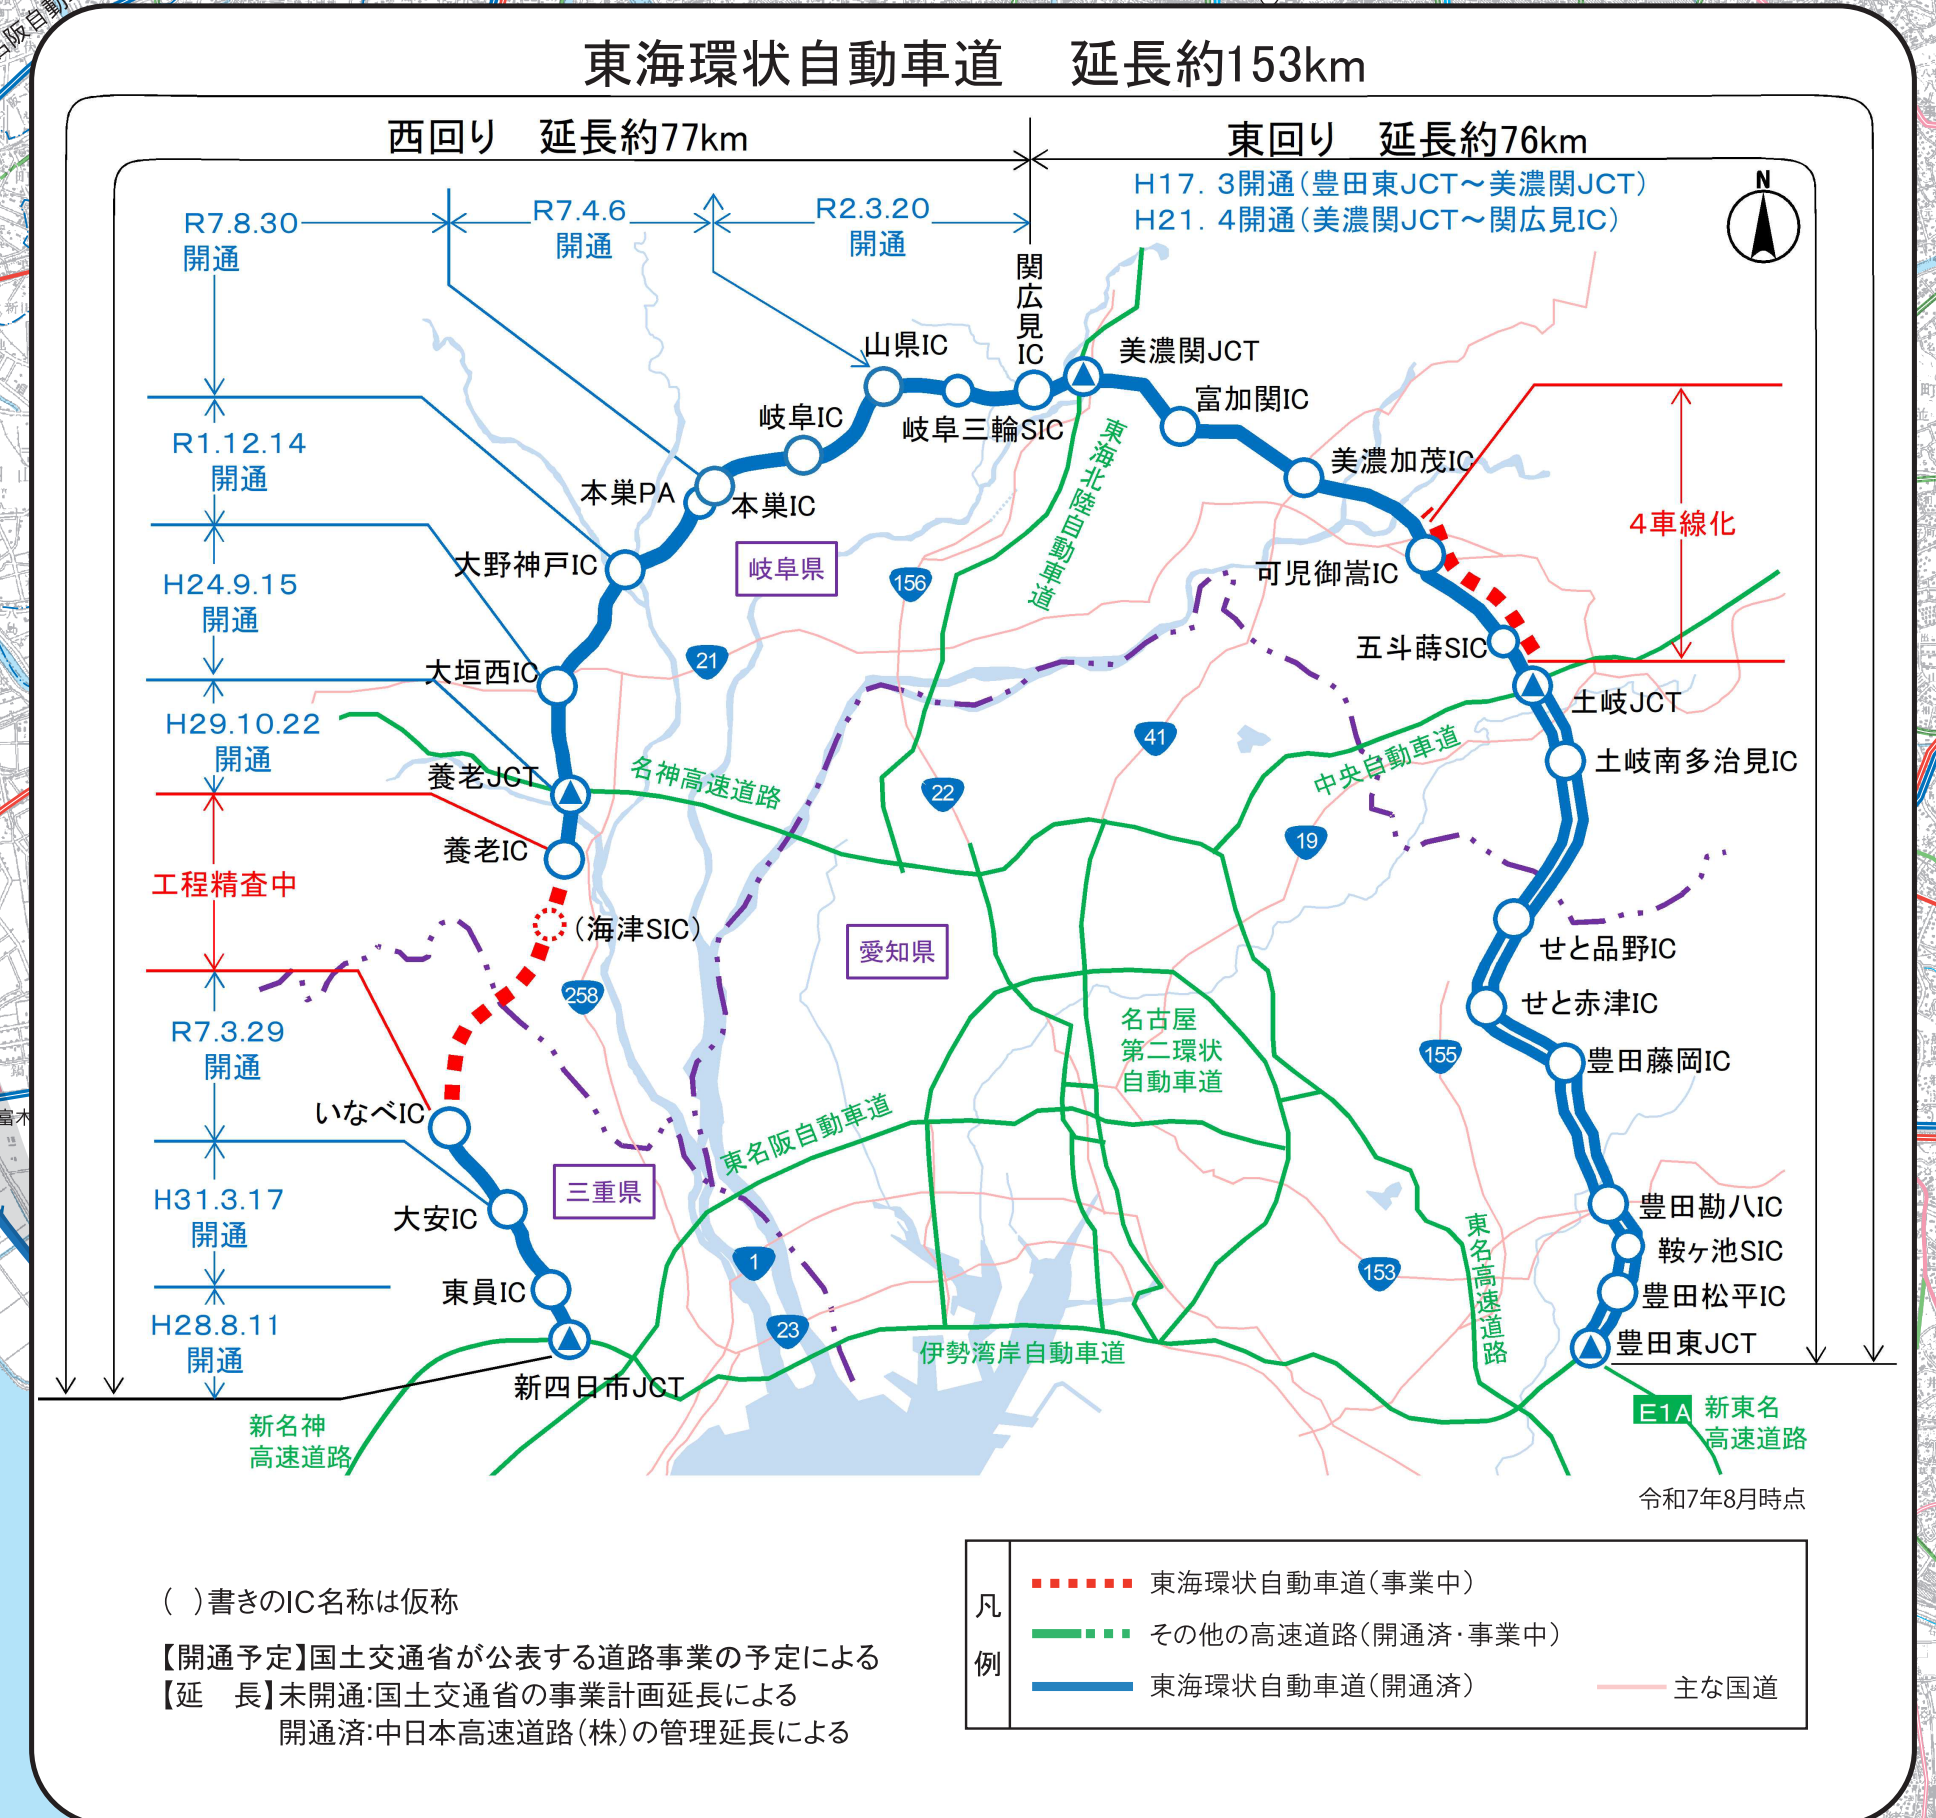 東海環状自動車道　延長約153km
西回り　延長約77km
東回り　延長約76km
H17. 3開通(豊田東JCT～美濃関JCT)
H21. 4開通(美濃関JCT～関広見IC)
N
R7.8.30
開通
R7.4.6
開通
R2.3.20
開通
関広見IC
山県IC
美濃関JCT
岐阜IC
岐阜三輪SIC
富加関IC
東海北陸自動車道
R1.12.14
開通
本巣PA
本巣IC
美濃加茂IC
4車線化
大野神戸IC
岐阜県
156
可児御嵩IC
H24.9.15
開通
21
五斗蒔SIC
大垣西IC
土岐JCT
H29.10.22
開通
41
養老JCT
名神高速道路
中央自動車道
土岐南多治見IC
22
19
養老IC
工程精査中
(海津SIC)
愛知県
せと品野IC
258
せと赤津IC
R7.3.29
開通
名古屋
第二環状
自動車道
155
豊田藤岡IC
いなべIC
東名阪自動車道
三重県
H31.3.17
開通
大安IC
豊田勘八IC
東名高速道路
鞍ヶ池SIC
1
153
東員IC
豊田松平IC
H28.8.11
開通
23
伊勢湾岸自動車道
豊田東JCT
新四日市JCT
新名神
高速道路
E1A
新東名
高速道路
令和7年8月時点
(　)書きのIC名称は仮称
【開通予定】国土交通省が公表する道路事業の予定による
【延　長】未開通:国土交通省の事業計画延長による
開通済:中日本高速道路(株)の管理延長による
凡例
東海環状自動車道(事業中)
その他の高速道路(開通済・事業中)
東海環状自動車道(開通済)
主な国道